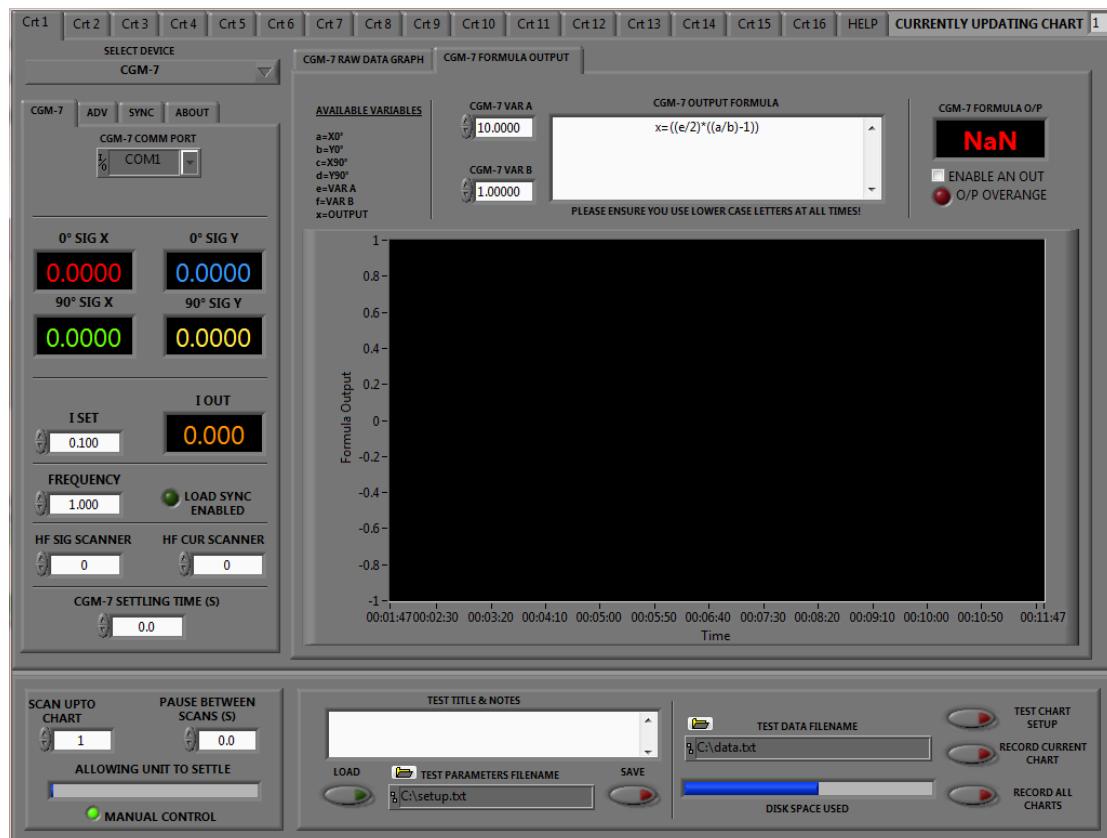 Crt 1 Crt 2 Crt 3 Crt 4 Crt 5 Crt 6 Crt 7 Crt 8 Crt 9 Crt 10 Crt 11 Crt 12 Crt 13 Crt 14 Crt 15 Crt 16 HELP CURRENTLY UPDATING CHART 1
SELECT DEVICE
CGM-7
CGM-7 ADV SYNC ABOUT
CGM-7 COMM PORT
I/O COM1
0° SIG X 0° SIG Y
0.0000 0.0000
90° SIG X 90° SIG Y
0.0000 0.0000
I OUT
I SET
0.100 0.000
FREQUENCY
1.000
LOAD SYNC
ENABLED
HF SIG SCANNER HF CUR SCANNER
0 0
CGM-7 SETTLING TIME (S)
0.0
CGM-7 RAW DATA GRAPH CGM-7 FORMULA OUTPUT
AVAILABLE VARIABLES
a=X0°
b=Y0°
c=X90°
d=Y90°
e=VAR A
f=VAR B
x=OUTPUT
CGM-7 VAR A
10.0000
CGM-7 VAR B
1.00000
CGM-7 OUTPUT FORMULA
x=((e/2)*((a/b)-1))
PLEASE ENSURE YOU USE LOWER CASE LETTERS AT ALL TIMES!
CGM-7 FORMULA O/P
NaN
ENABLE AN OUT
O/P OVERANGE
Formula Output
1
0.8
0.6
0.4
0.2
0
-0.2
-0.4
-0.6
-0.8
-1
00:01:47 00:02:30 00:03:20 00:04:10 00:05:00 00:05:50 00:06:40 00:07:30 00:08:20 00:09:10 00:10:00 00:10:50 00:11:47
Time
SCAN UPTO
CHART
1
PAUSE BETWEEN
SCANS (S)
0.0
ALLOWING UNIT TO SETTLE
MANUAL CONTROL
TEST TITLE & NOTES
LOAD TEST PARAMETERS FILENAME SAVE
C:\setup.txt
TEST DATA FILENAME
C:\data.txt
DISK SPACE USED
TEST CHART
SETUP
RECORD CURRENT
CHART
RECORD ALL
CHARTS